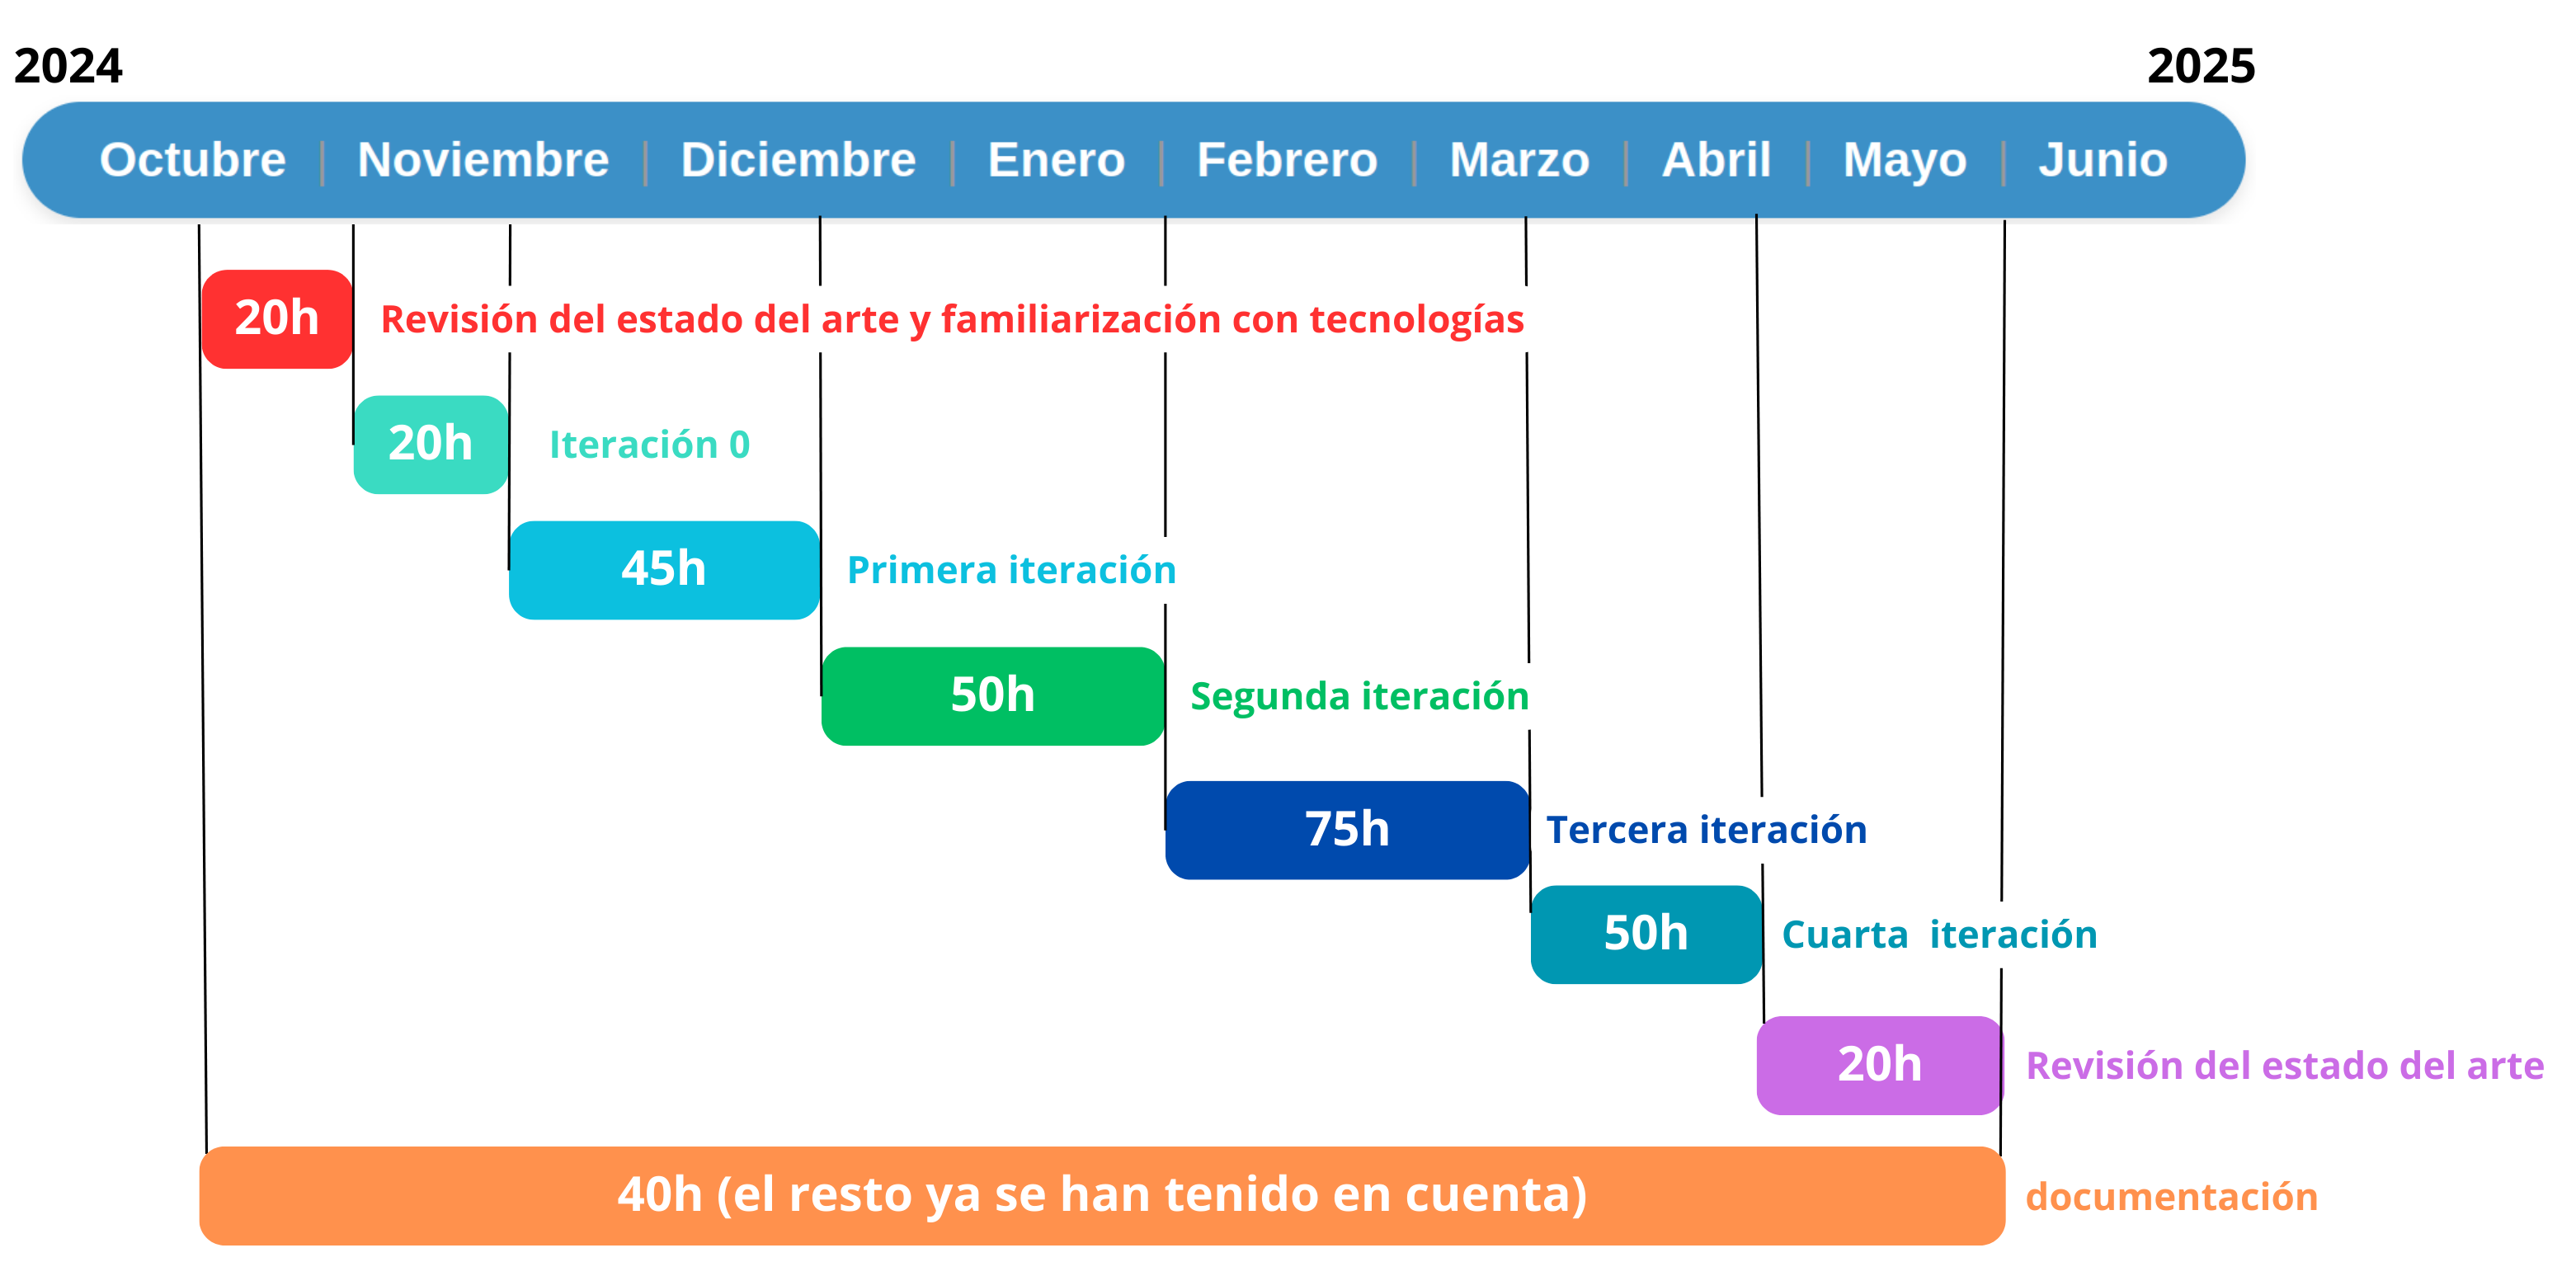 2024
2025
Octubre | Noviembre | Diciembre | Enero | Febrero | Marzo | Abril | Mayo | Junio
20h
Revisión del estado del arte y familiarización con tecnologías
20h
Iteración 0
45h
Primera iteración
50h
Segunda iteración
75h
Tercera iteración
50h
Cuarta iteración
20h
Revisión del estado del arte
40h (el resto ya se han tenido en cuenta)
documentación